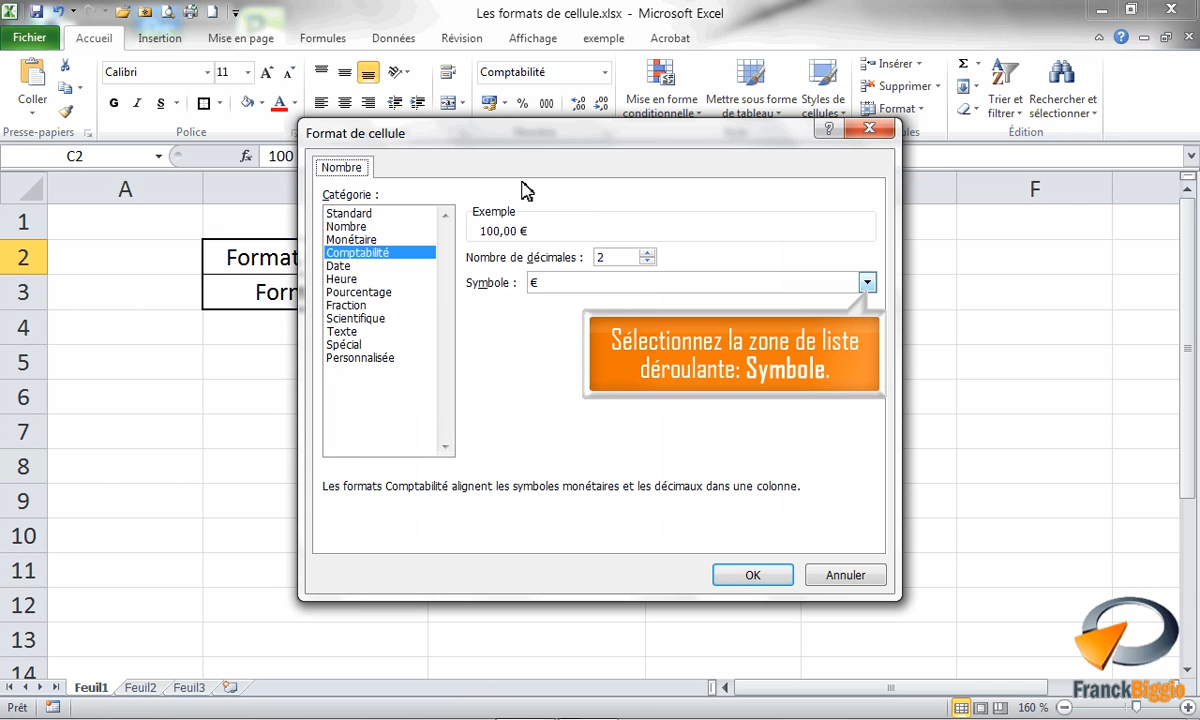 Les formats de cellule.xlsx - Microsoft Excel
Fichier Accueil Insertion Mise en page Formules Données Révision Affichage exemple Acrobat
Calibri 11 Comptabilité Insérer
Coller Mise en forme Mettre sous forme Styles de Supprimer Trier et Rechercher et
conditionnelle de tableau cellules Format filtrer sélectionner
G I S % 000
Presse-papiers Police Édition
C2 fx 100
Format de cellule
Nombre
A F
1
2
3
4
5
6
7
8
9
10
11
12
13
14
Format
Catégorie :
Standard
Nombre
Monétaire
Comptabilité
Date
Heure
Pourcentage
Fraction
Scientifique
Texte
Spécial
Personnalisée
Exemple
100,00 €
Nombre de décimales : 2
Symbole : €
Sélectionnez la zone de liste
déroulante: Symbole.
Les formats Comptabilité alignent les symboles monétaires et les décimaux dans une colonne.
OK Annuler
FranckBiggio
Feuil1 Feuil2 Feuil3
Prêt 160 %